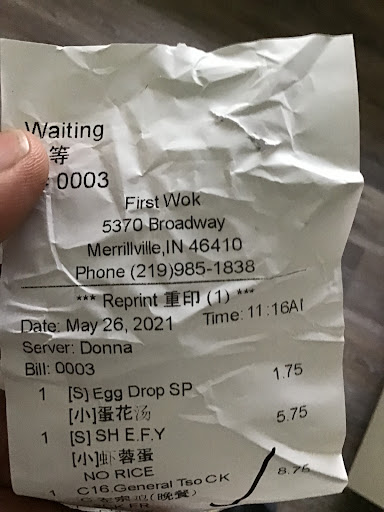 Waiting
等
0003
First Wok
5370 Broadway
Merrillville,IN 46410
Phone (219)985-1838
*** Reprint 重印 (1) ***
Date: May 26, 2021 Time: 11:16AM
Server: Donna
Bill: 0003
1 [S] Egg Drop SP 1.75
[小]蛋花汤
1 [S] SH E.F.Y 5.75
[小]虾蓉蛋
NO RICE
1 C16 General Tso CK 8.75